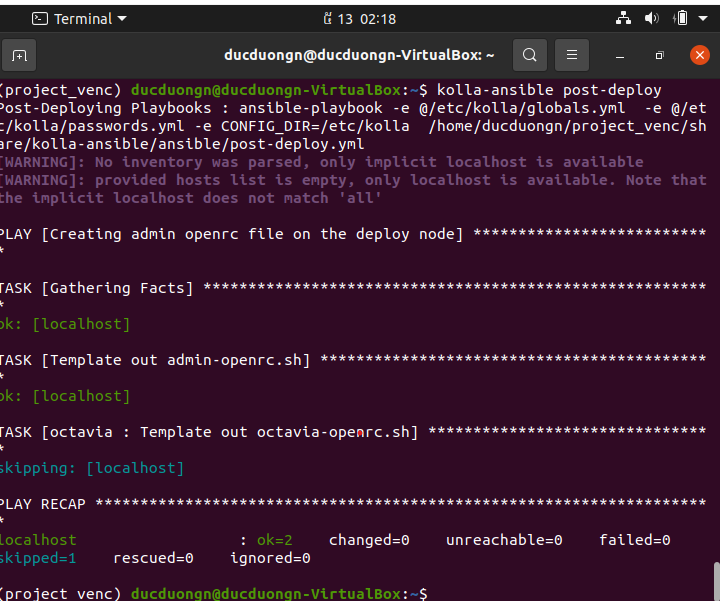 Terminal
13 02:18
ducduongn@ducduongn-VirtualBox: ~
(project_venc) ducduongn@ducduongn-VirtualBox:~$ kolla-ansible post-deploy
Post-Deploying Playbooks : ansible-playbook -e @/etc/kolla/globals.yml  -e @/et
c/kolla/passwords.yml -e CONFIG_DIR=/etc/kolla  /home/ducduongn/project_venc/sh
are/kolla-ansible/ansible/post-deploy.yml
[WARNING]: No inventory was parsed, only implicit localhost is available
[WARNING]: provided hosts list is empty, only localhost is available. Note that
the implicit localhost does not match 'all'
PLAY [Creating admin openrc file on the deploy node] **************************
*
TASK [Gathering Facts] ********************************************************
*
ok: [localhost]
TASK [Template out admin-openrc.sh] *******************************************
*
ok: [localhost]
TASK [octavia : Template out octavia-openrc.sh] *******************************
*
skipping: [localhost]
PLAY RECAP ********************************************************************
*
localhost                  : ok=2    changed=0    unreachable=0    failed=0
skipped=1    rescued=0    ignored=0
(project_venc) ducduongn@ducduongn-VirtualBox:~$